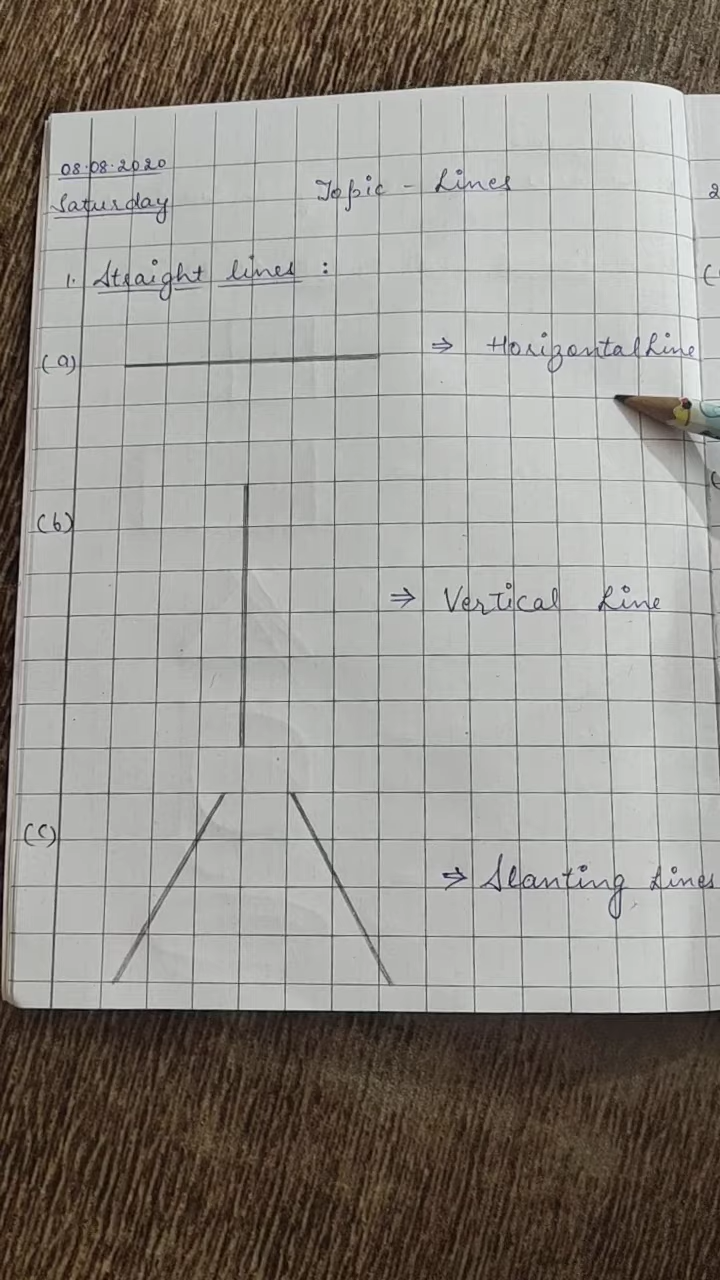 08.08.2020
Saturday
Topic - Lines
1. Straight lines :
(a) ⇒ Horizontal Line
(b) ⇒ Vertical Line
(c) ⇒ Slanting Lines